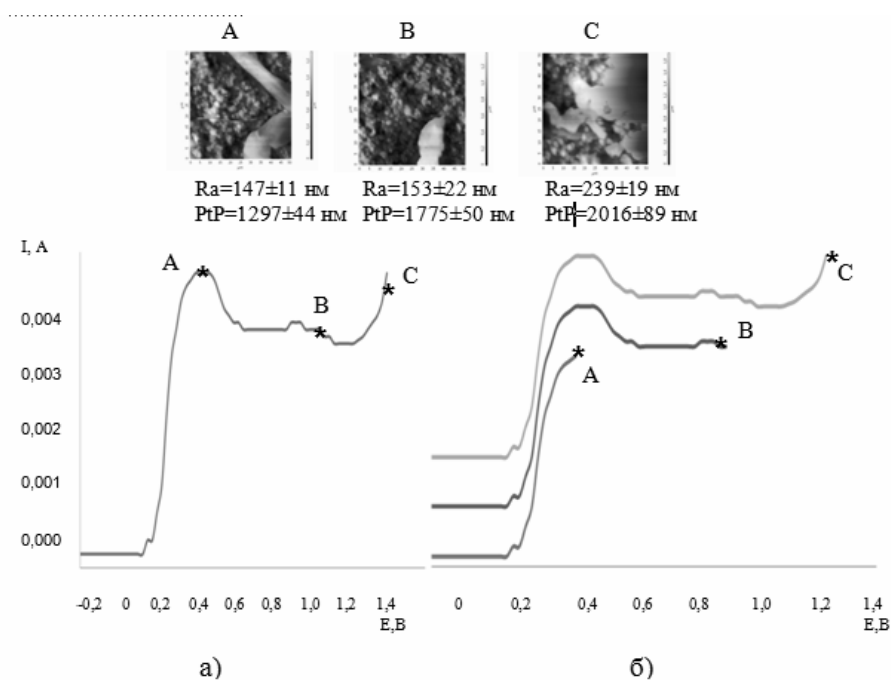 A B C
Ra=147±11 нм Ra=153±22 нм Ra=239±19 нм
PtP=1297±44 нм PtP=1775±50 нм PtP=2016±89 нм
I, A
A
B
C
0,004
0,003
0,002
0,001
0,000
-0,2 0 0,2 0,4 0,6 0,8 1,0 1,2 1,4
E,B
а)
C
B
A
0 0,2 0,4 0,6 0,8 1,0 1,2 1,4
E,B
б)